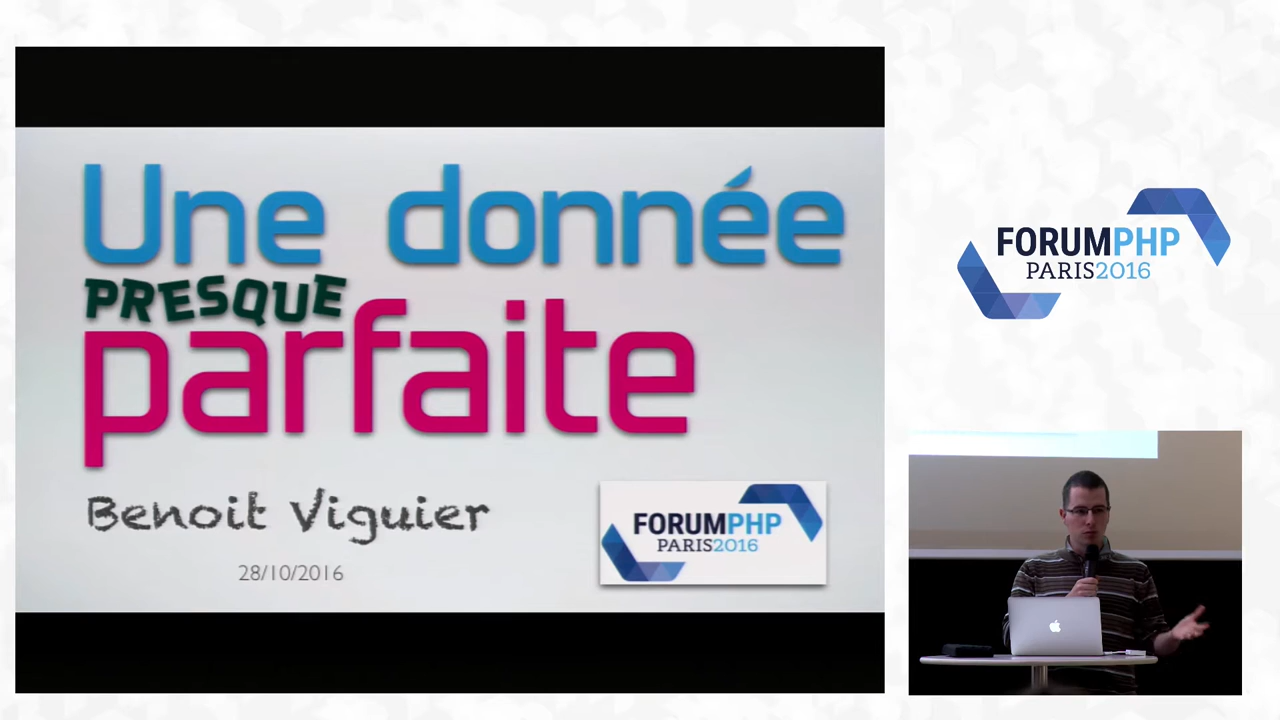 Une donnée
PRESQUE
parfaite
Benoit Viguier
28/10/2016
FORUMPHP
PARIS2016
FORUMPHP
PARIS2016